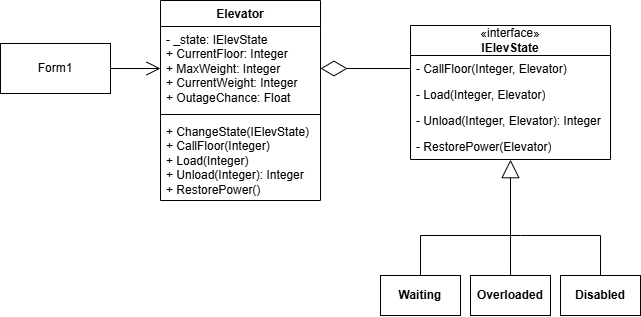 Form1
Elevator
- _state: IElevState
+ CurrentFloor: Integer
+ MaxWeight: Integer
+ CurrentWeight: Integer
+ OutageChance: Float
+ ChangeState(IElevState)
+ CallFloor(Integer)
+ Load(Integer)
+ Unload(Integer): Integer
+ RestorePower()
«interface»
IElevState
- CallFloor(Integer, Elevator)
- Load(Integer, Elevator)
- Unload(Integer, Elevator): Integer
- RestorePower(Elevator)
Waiting
Overloaded
Disabled